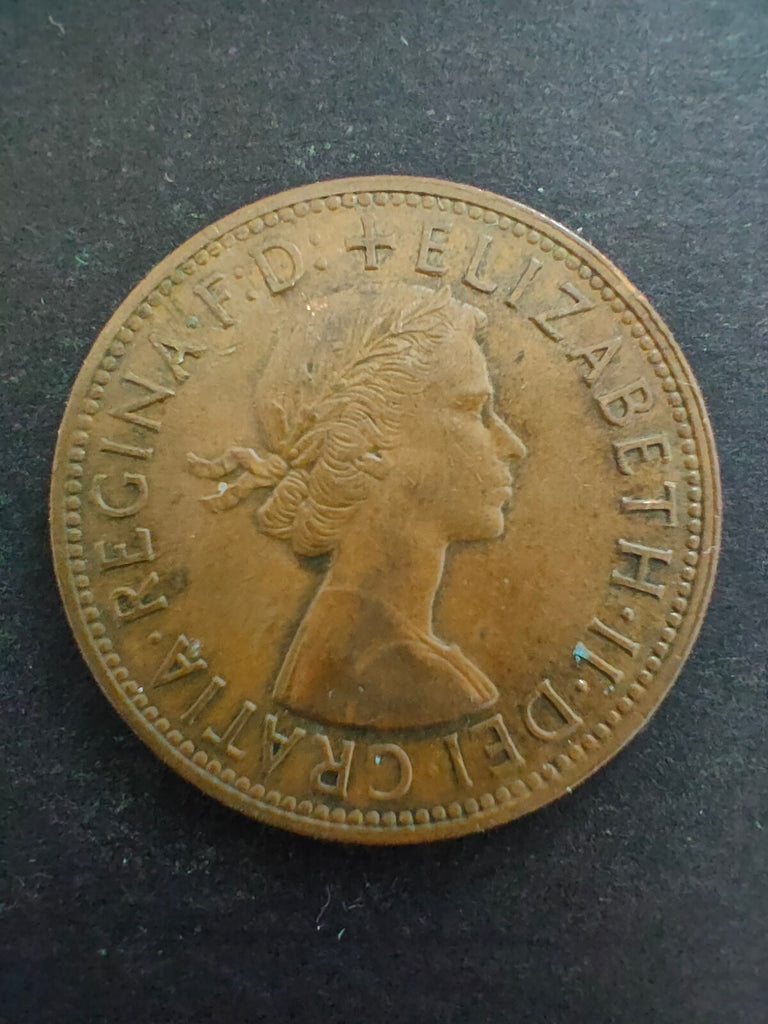 + ELIZABETH · II · DEI · GRATIA · REGINA · F: D: